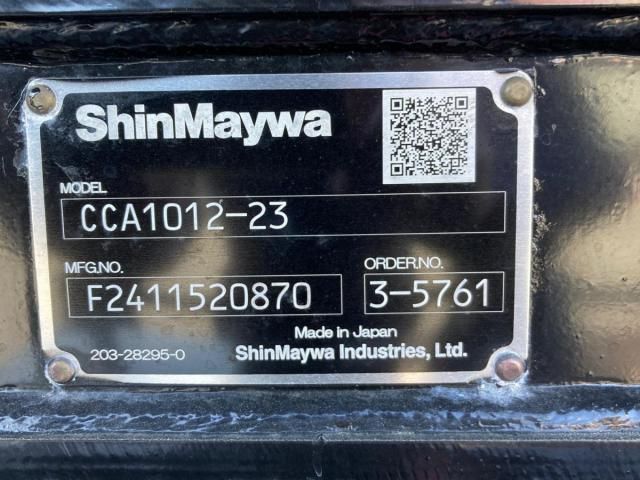 ShinMaywa
MODEL
CCA1012-23
MFG.NO.
F2411520870
ORDER.NO.
3-5761
Made in Japan
203-28295-0
ShinMaywa Industries, Ltd.